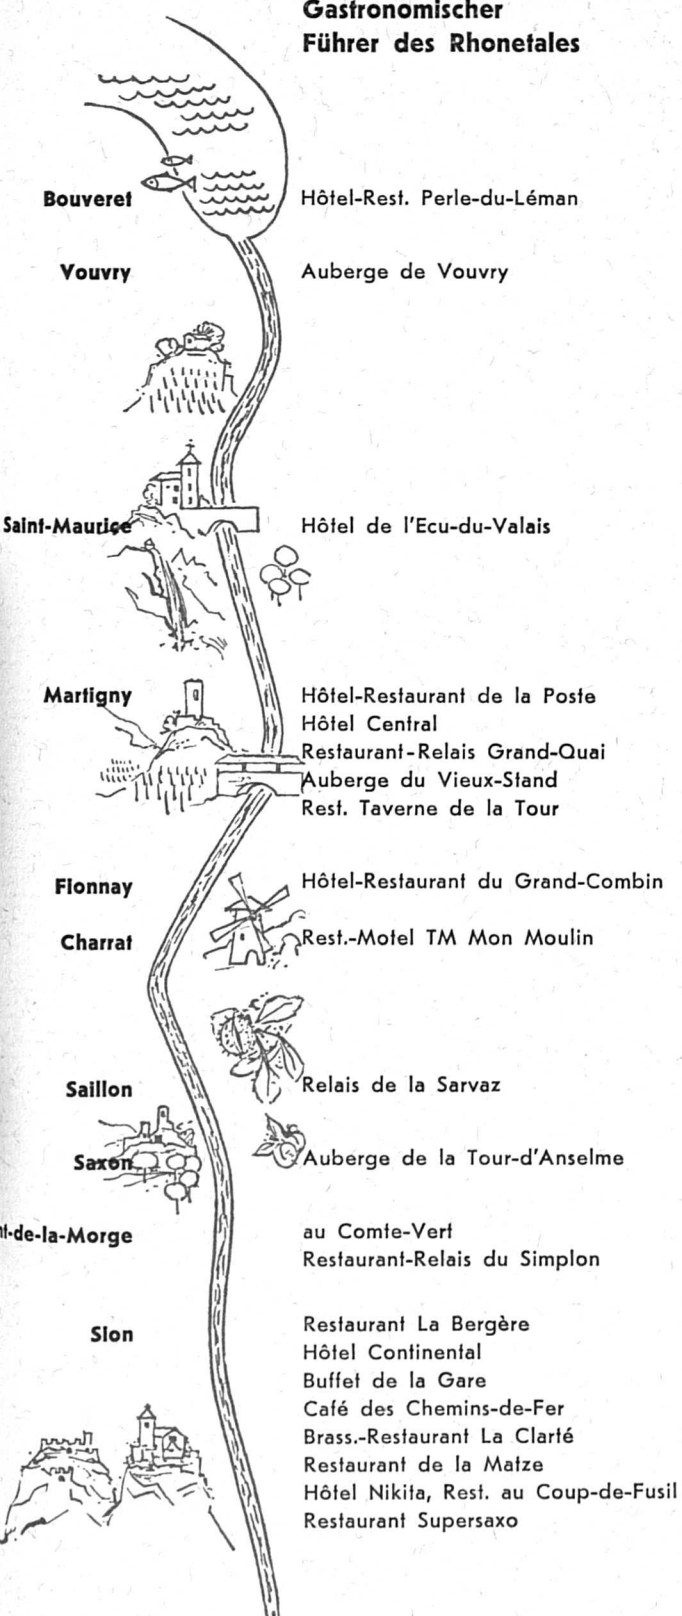 Gastronomischer
Führer des Rhonetales
Bouveret Hôtel-Rest. Perle-du-Léman
Vouvry Auberge de Vouvry
Saint-Maurice Hôtel de l'Ecu-du-Valais
Martigny Hôtel-Restaurant de la Poste
Hôtel Central
Restaurant-Relais Grand-Quai
Auberge du Vieux-Stand
Rest. Taverne de la Tour
Fionnay Hôtel-Restaurant du Grand-Combin
Charrat Rest.-Motel TM Mon Moulin
Saillon Relais de la Sarvaz
Saxon Auberge de la Tour-d'Anselme
nt-de-la-Morge au Comte-Vert
Restaurant-Relais du Simplon
Sion Restaurant La Bergère
Hôtel Continental
Buffet de la Gare
Café des Chemins-de-Fer
Brass.-Restaurant La Clarté
Restaurant de la Matze
Hôtel Nikita, Rest. au Coup-de-Fusil
Restaurant Supersaxo